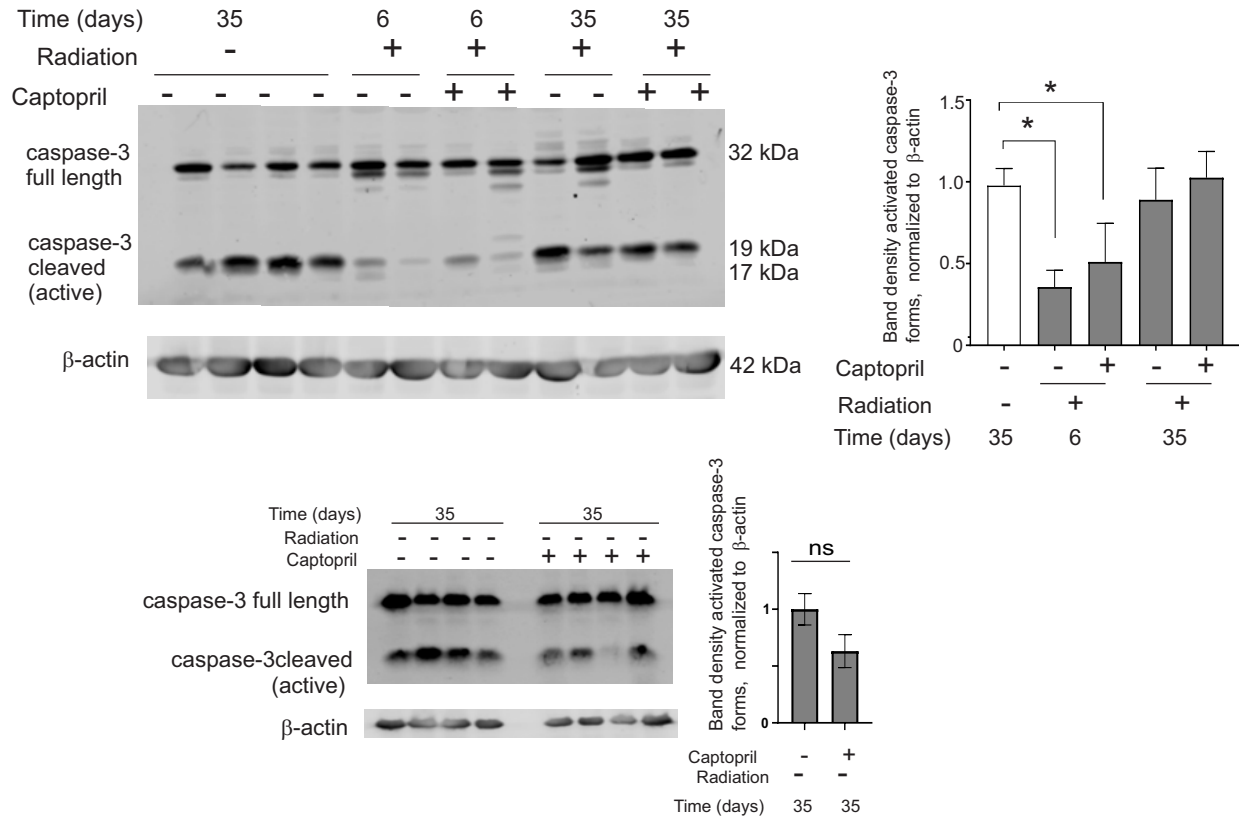 Time (days) 35 6 6 35 35
Radiation - + + + +
Captopril - - - - - - + + - - + +
caspase-3
full length
32 kDa
caspase-3
cleaved
(active)
19 kDa
17 kDa
β-actin
42 kDa
Band density activated caspase-3
forms, normalized to β-actin
1.5
1.0
0.5
0
* *
Captopril - - + - +
Radiation - + +
Time (days) 35 6 35
Time (days) 35 35
Radiation - - - - - - - -
Captopril - - - - + + + +
caspase-3 full length
caspase-3cleaved
(active)
β-actin
Band density activated caspase-3
forms, normalized to β-actin
ns
1
0
Captopril - +
Radiation - -
Time (days) 35 35